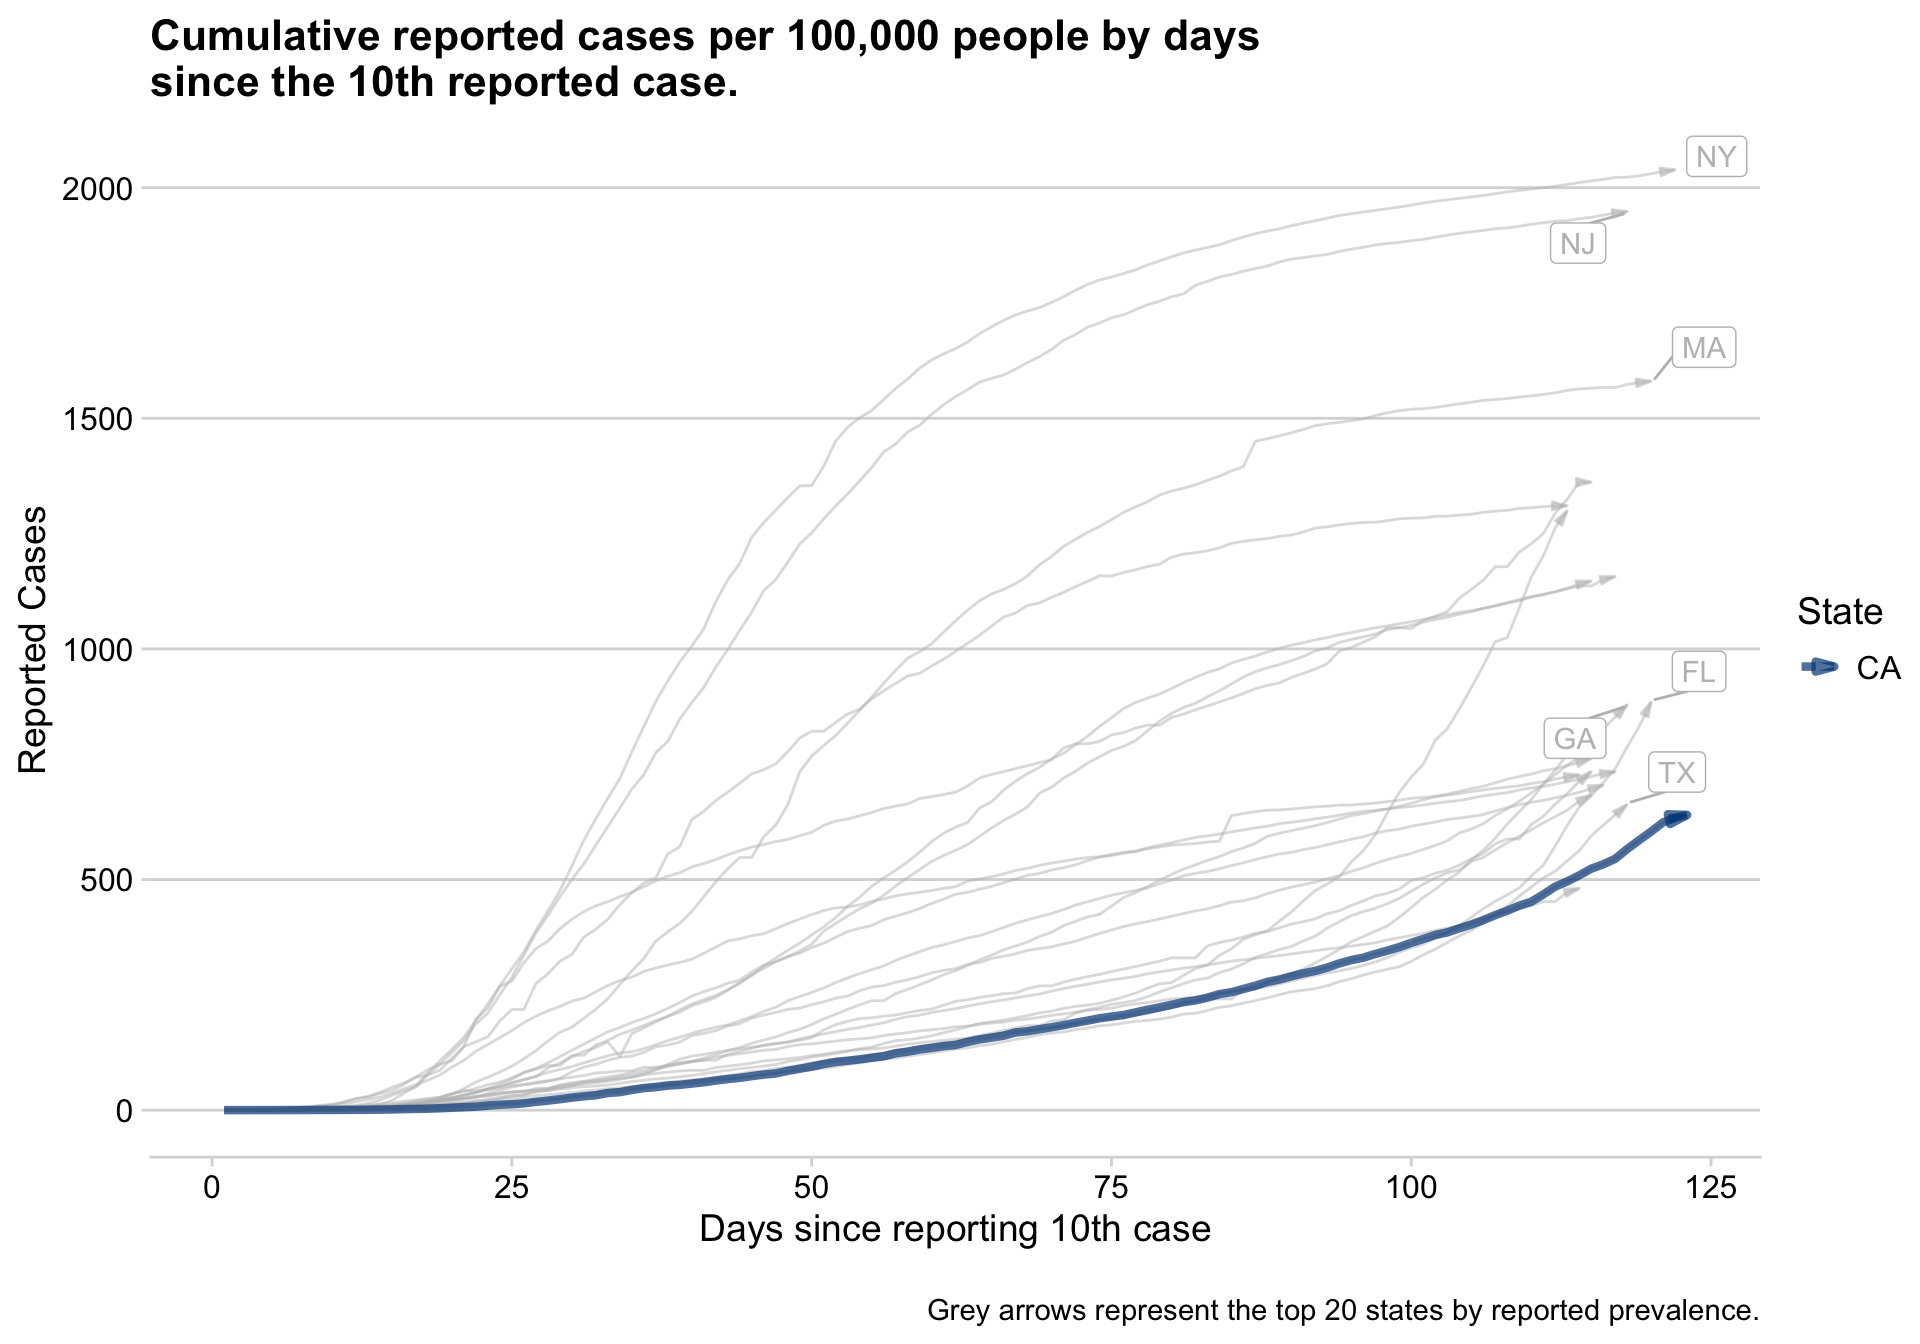 Cumulative reported cases per 100,000 people by days
since the 10th reported case.
NY
2000
NJ
MA
1500
Reported Cases
1000
State
CA
FL
GA
TX
500
0
0 25 50 75 100 125
Days since reporting 10th case
Grey arrows represent the top 20 states by reported prevalence.